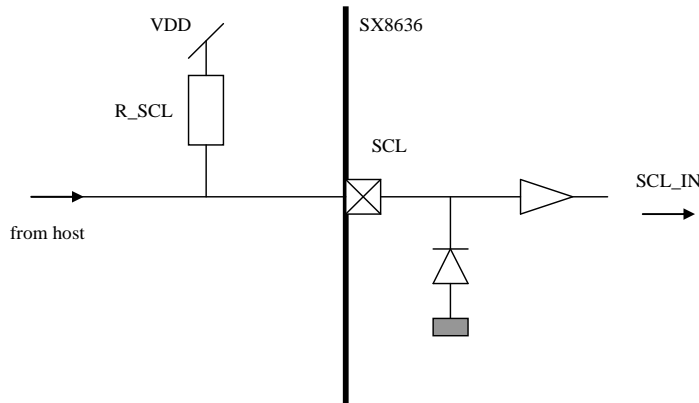 VDD
SX8636
R_SCL
SCL
SCL_IN
from host